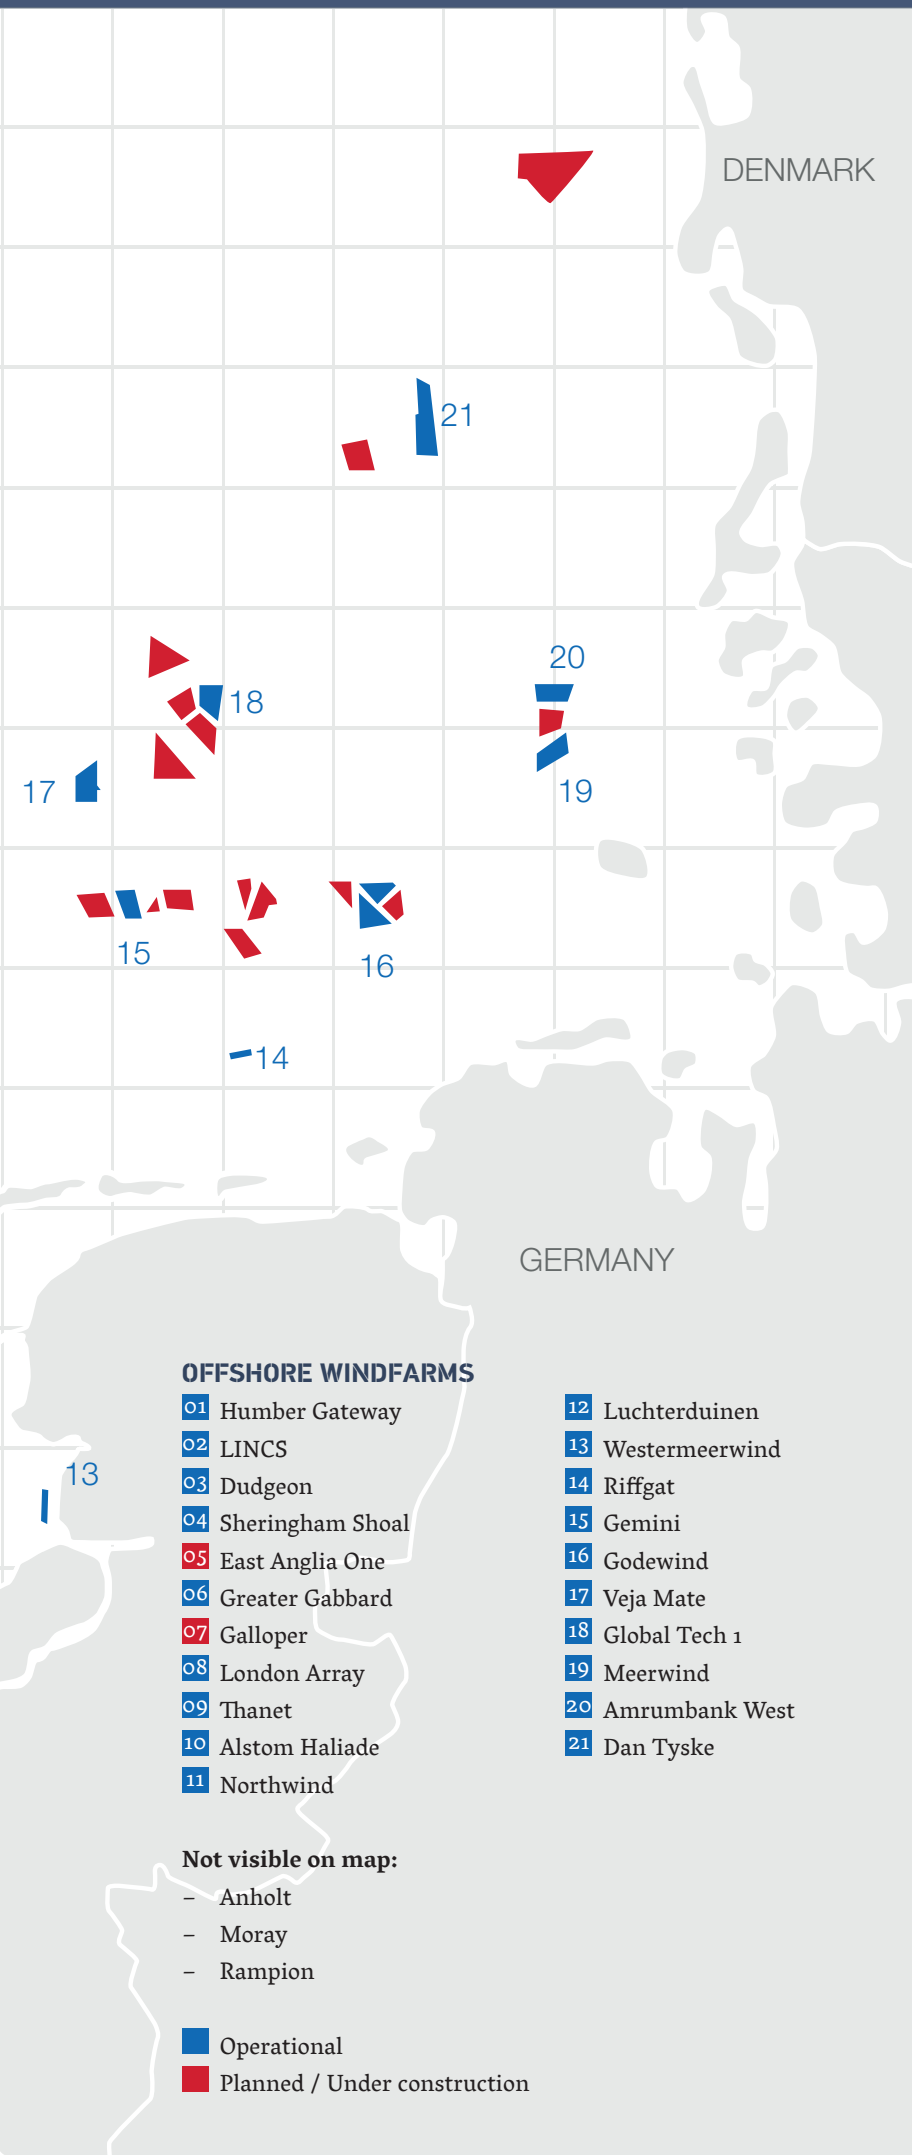 DENMARK
21
20
18
17
19
15
16
14
GERMANY
13
OFFSHORE WINDFARMS
01 Humber Gateway
02 LINCS
03 Dudgeon
04 Sheringham Shoal
05 East Anglia One
06 Greater Gabbard
07 Galloper
08 London Array
09 Thanet
10 Alstom Haliade
11 Northwind
12 Luchterduinen
13 Westermeerwind
14 Riffgat
15 Gemini
16 Godewind
17 Veja Mate
18 Global Tech 1
19 Meerwind
20 Amrumbank West
21 Dan Tyske
Not visible on map:
– Anholt
– Moray
– Rampion
Operational
Planned / Under construction